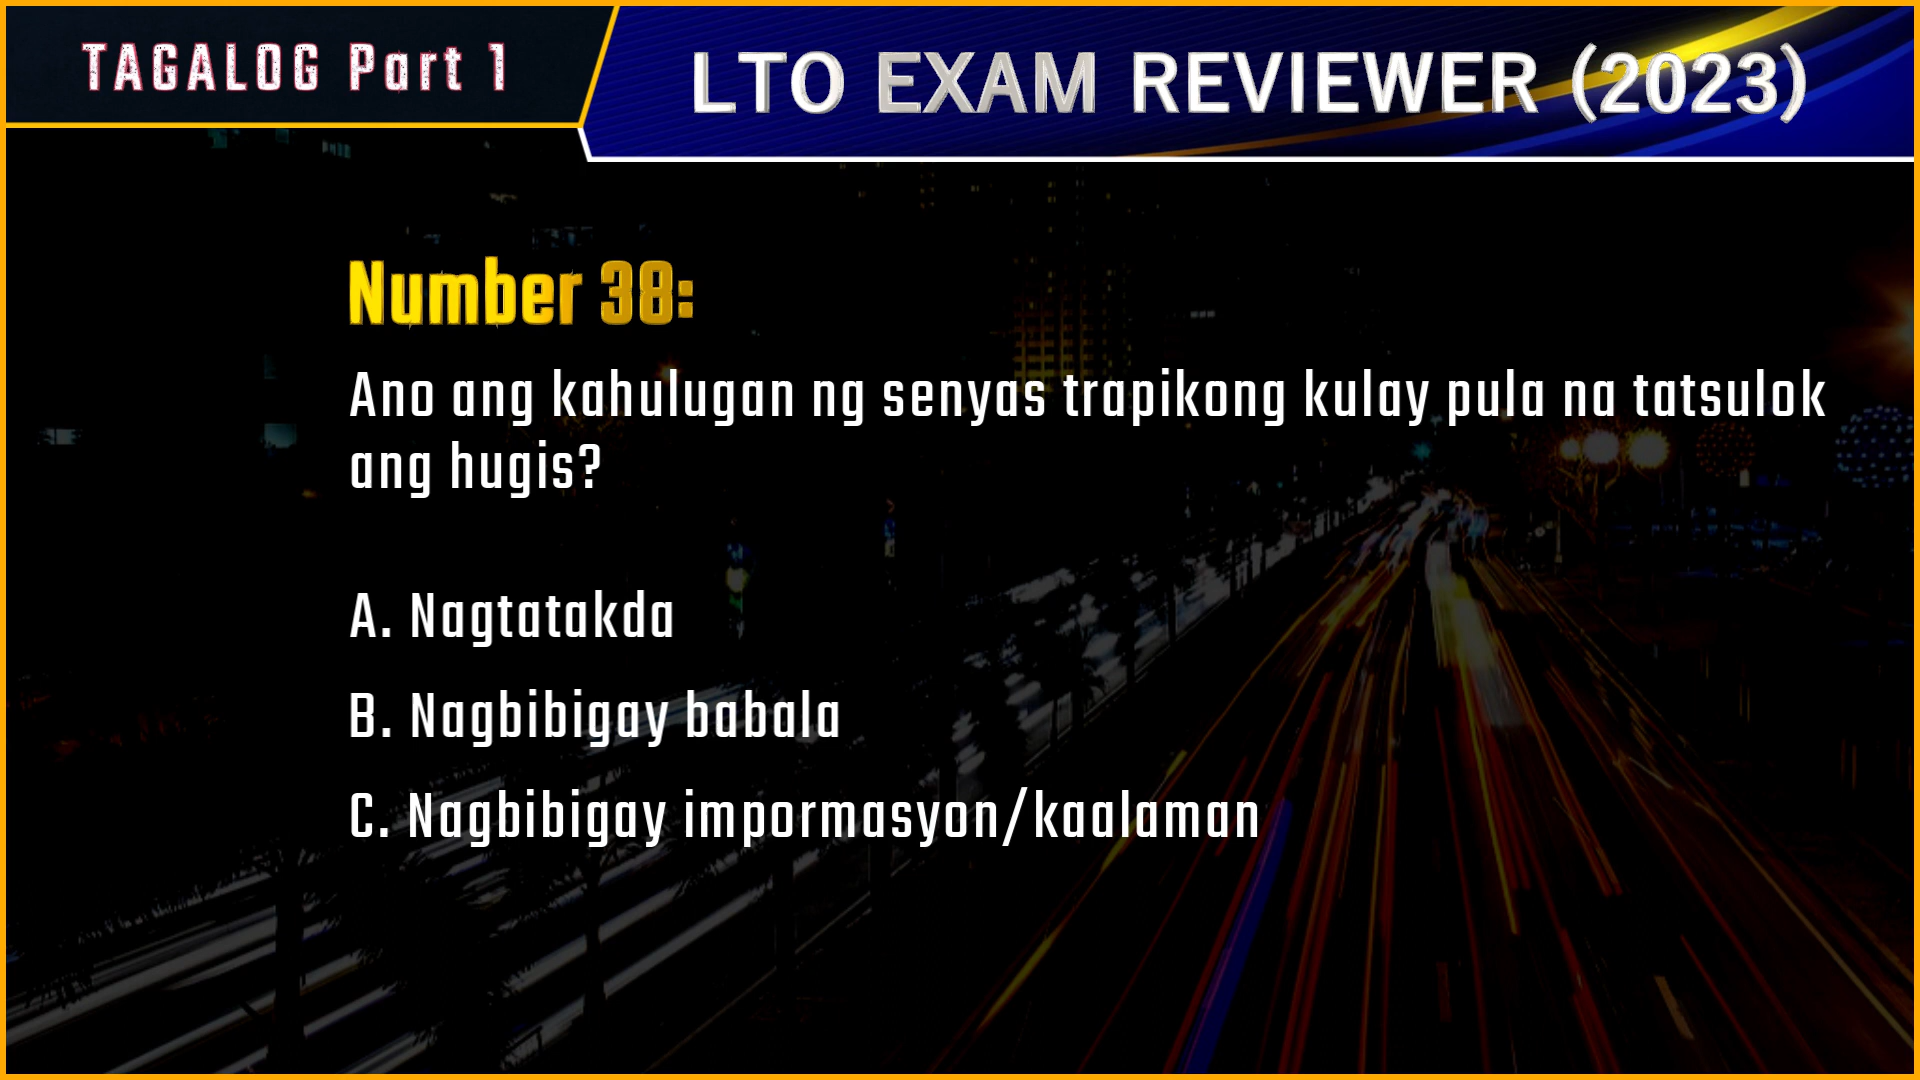 TAGALOG Part 1
LTO EXAM REVIEWER (2023)
Number 38:
Ano ang kahulugan ng senyas trapikong kulay pula na tatsulok
ang hugis?
A. Nagtatakda
B. Nagbibigay babala
C. Nagbibigay impormasyon/kaalaman